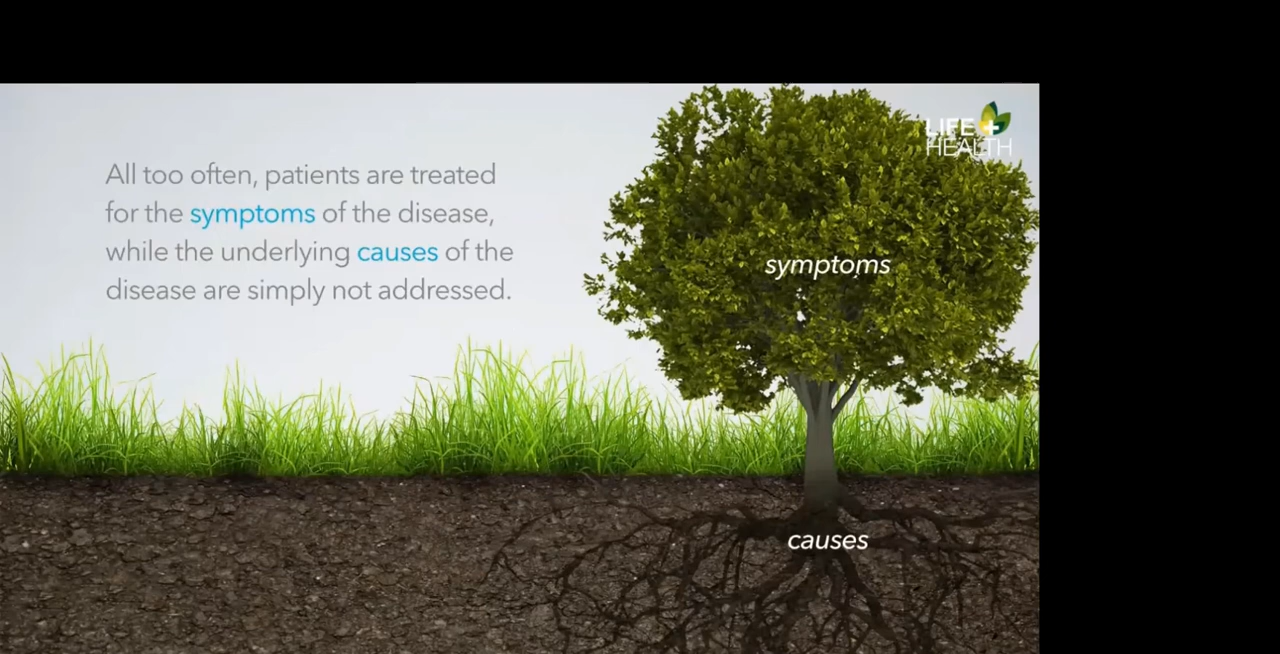 All too often, patients are treated
for the symptoms of the disease,
while the underlying causes of the
disease are simply not addressed.
LIFE+
HEALTH
symptoms
causes